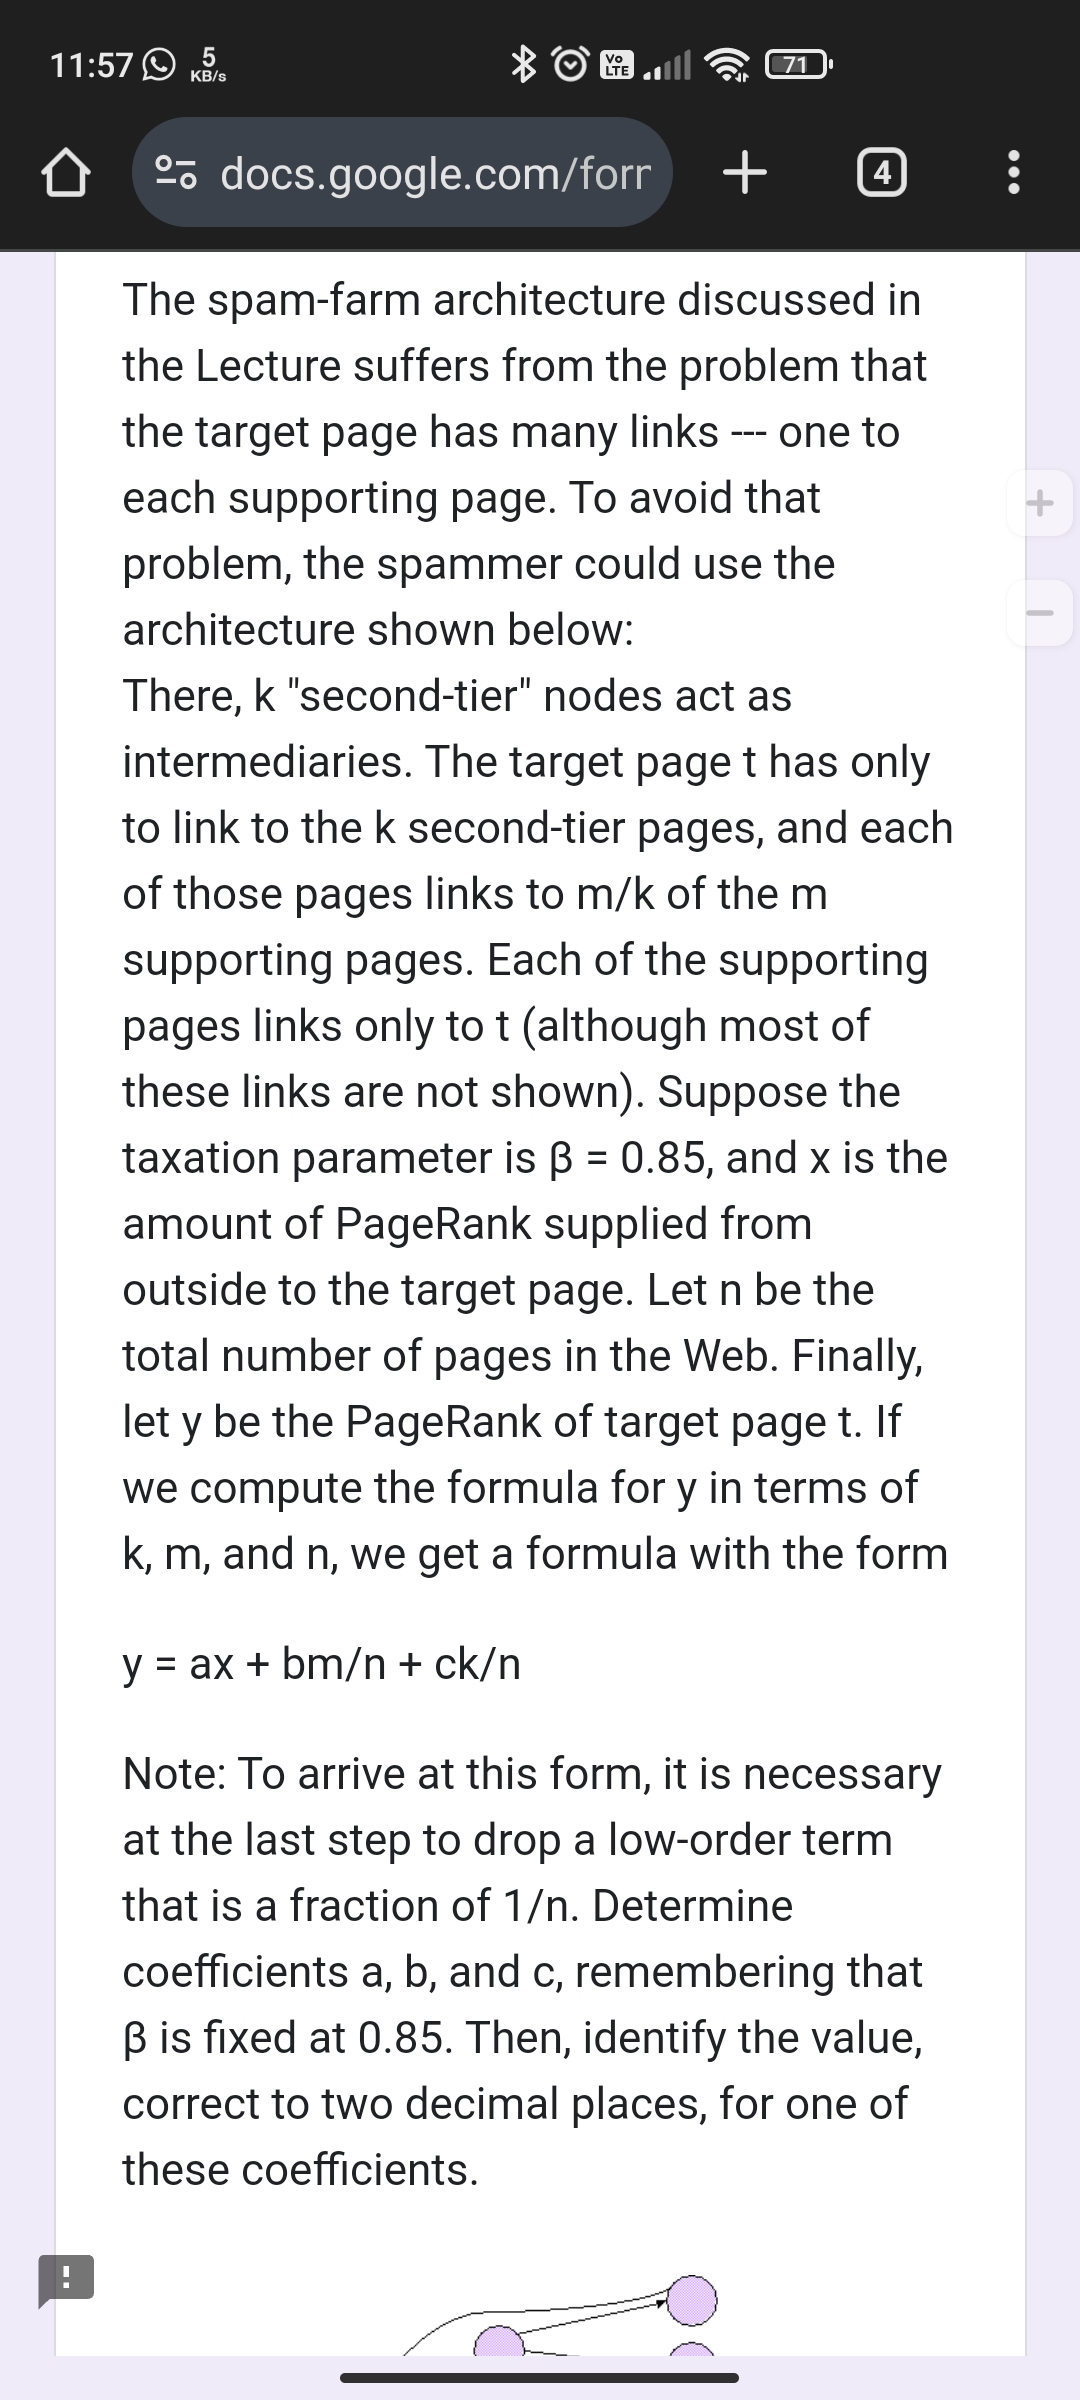 11:57 5 KB/s Vo LTE 71
docs.google.com/forr 4
The spam-farm architecture discussed in
the Lecture suffers from the problem that
the target page has many links --- one to
each supporting page. To avoid that
problem, the spammer could use the
architecture shown below:
There, k "second-tier" nodes act as
intermediaries. The target page t has only
to link to the k second-tier pages, and each
of those pages links to m/k of the m
supporting pages. Each of the supporting
pages links only to t (although most of
these links are not shown). Suppose the
taxation parameter is β = 0.85, and x is the
amount of PageRank supplied from
outside to the target page. Let n be the
total number of pages in the Web. Finally,
let y be the PageRank of target page t. If
we compute the formula for y in terms of
k, m, and n, we get a formula with the form
y = ax + bm/n + ck/n
Note: To arrive at this form, it is necessary
at the last step to drop a low-order term
that is a fraction of 1/n. Determine
coefficients a, b, and c, remembering that
β is fixed at 0.85. Then, identify the value,
correct to two decimal places, for one of
these coefficients.